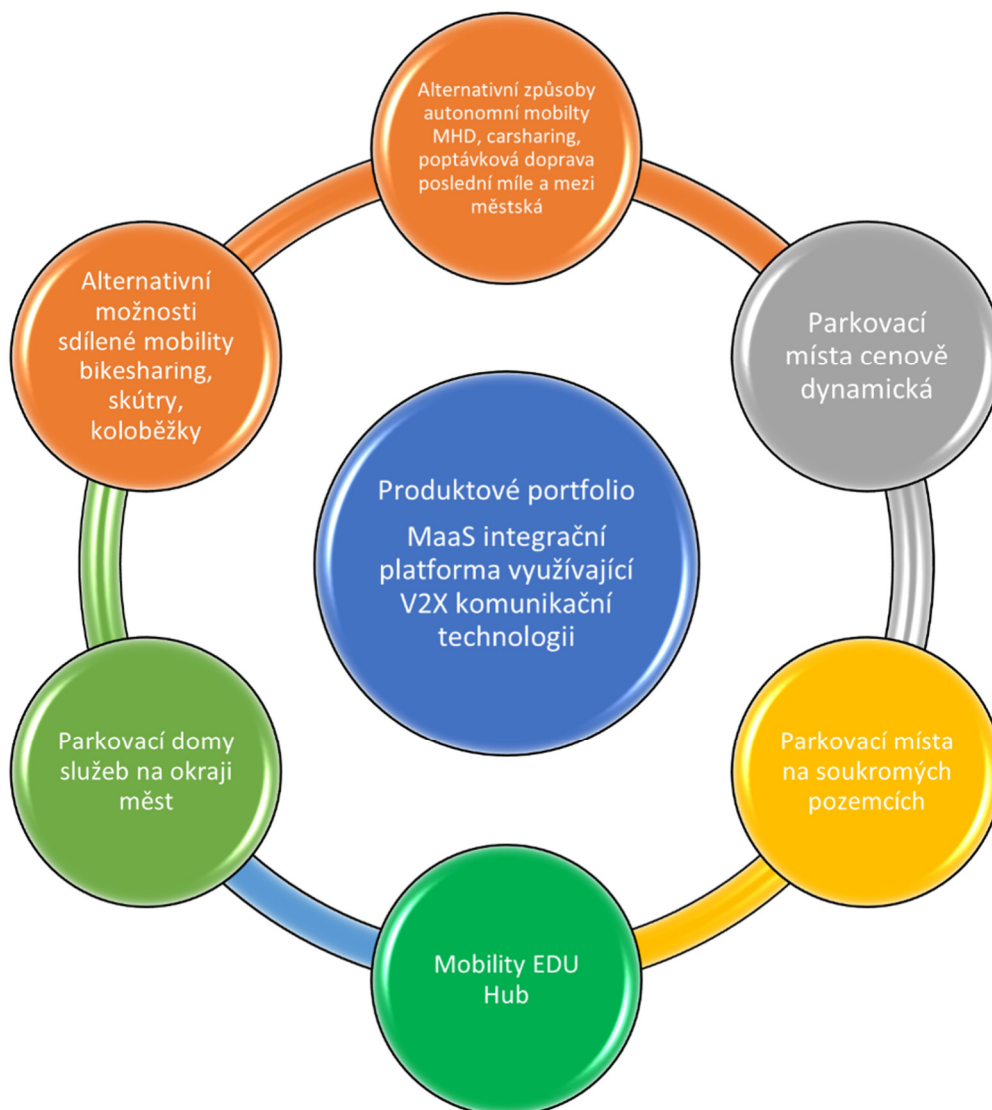 Alternativní způsoby
autonomní mobilty
MHD, carsharing,
poptávková doprava
poslední míle a mezi
městská
Alternativní
možnosti
sdílené mobility
bikesharing,
skútry,
koloběžky
Parkovací
místa cenově
dynamická
Produktové portfolio
MaaS integrační
platforma využívající
V2X komunikační
technologii
Parkovací domy
služeb na okraji
měst
Parkovací místa
na soukromých
pozemcích
Mobility EDU
Hub